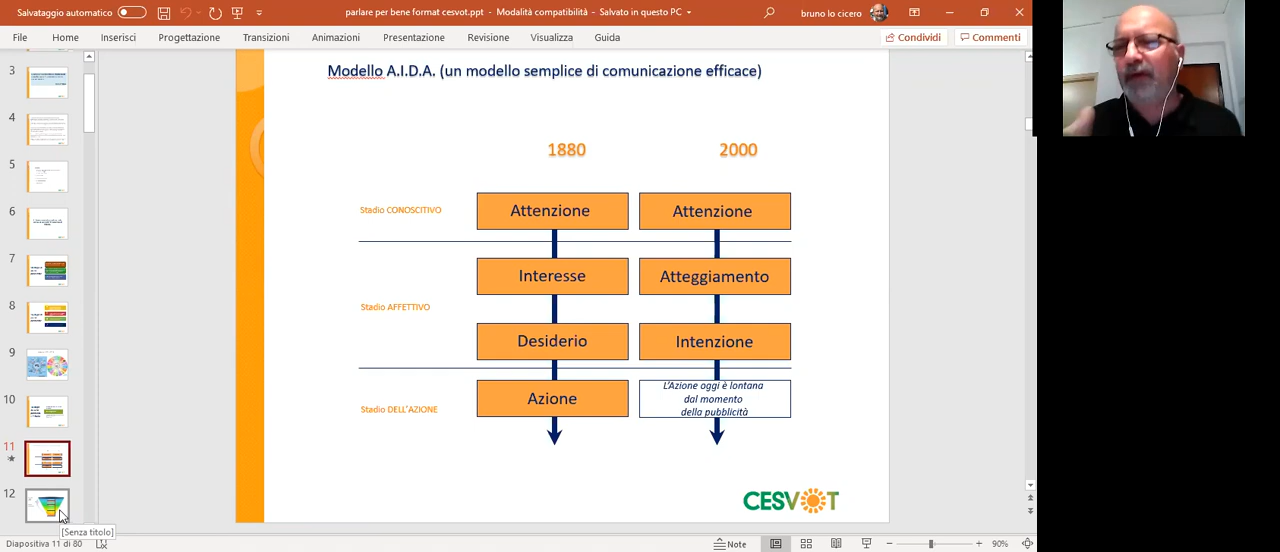 Salvataggio automatico
parlare per bene format cesvot.ppt - Modalità compatibilità - Salvato in questo PC
bruno lo cicero
File Home Inserisci Progettazione Transizioni Animazioni Presentazione Revisione Visualizza Guida
Condividi Commenti
3
4
5
6
7
8
9
10
11
12
[Senza titolo]
Modello A.I.D.A. (un modello semplice di comunicazione efficace)
1880 2000
Stadio CONOSCITIVO Attenzione Attenzione
Interesse Atteggiamento
Stadio AFFETTIVO
Desiderio Intenzione
Stadio DELL'AZIONE Azione
L'Azione oggi è lontana
dal momento
della pubblicità
CESVOT
Diapositiva 11 di 80
Note
90%